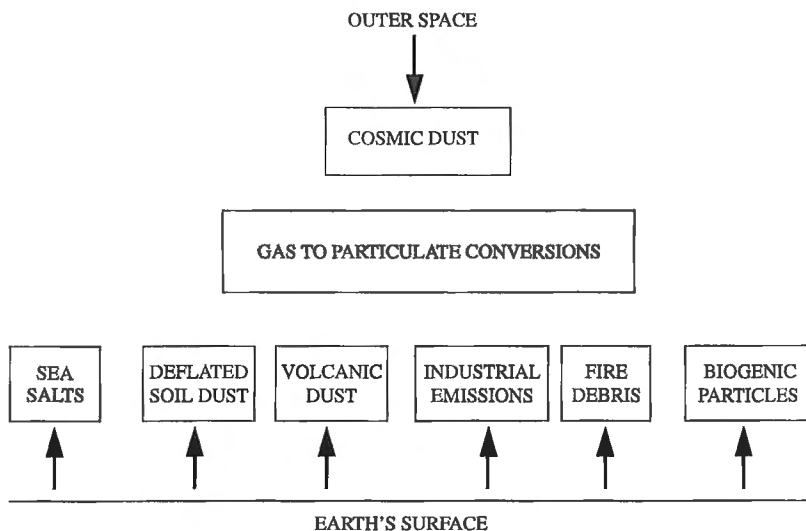 OUTER SPACE
COSMIC DUST
GAS TO PARTICULATE CONVERSIONS
SEA
SALTS
DEFLATED
SOIL DUST
VOLCANIC
DUST
INDUSTRIAL
EMISSIONS
FIRE
DEBRIS
BIOGENIC
PARTICLES
EARTH'S SURFACE